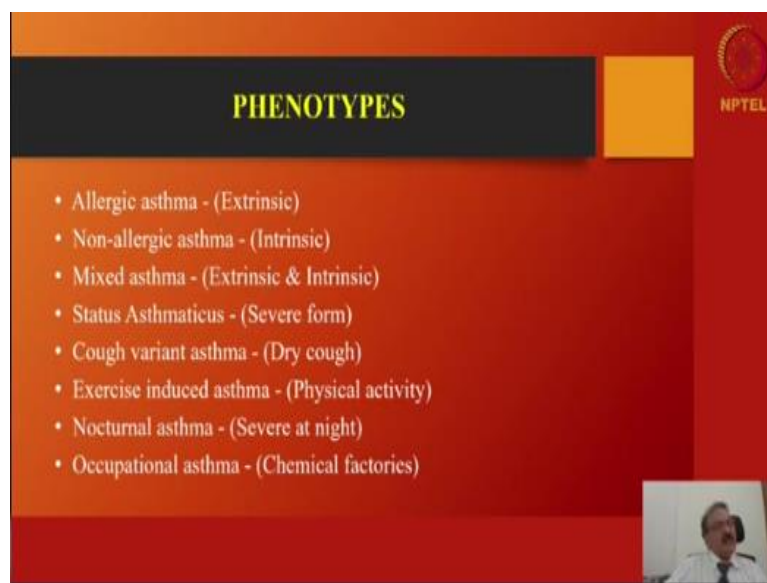 PHENOTYPES
NPTEL
• Allergic asthma - (Extrinsic)
• Non-allergic asthma - (Intrinsic)
• Mixed asthma - (Extrinsic & Intrinsic)
• Status Asthmaticus - (Severe form)
• Cough variant asthma - (Dry cough)
• Exercise induced asthma - (Physical activity)
• Nocturnal asthma - (Severe at night)
• Occupational asthma - (Chemical factories)